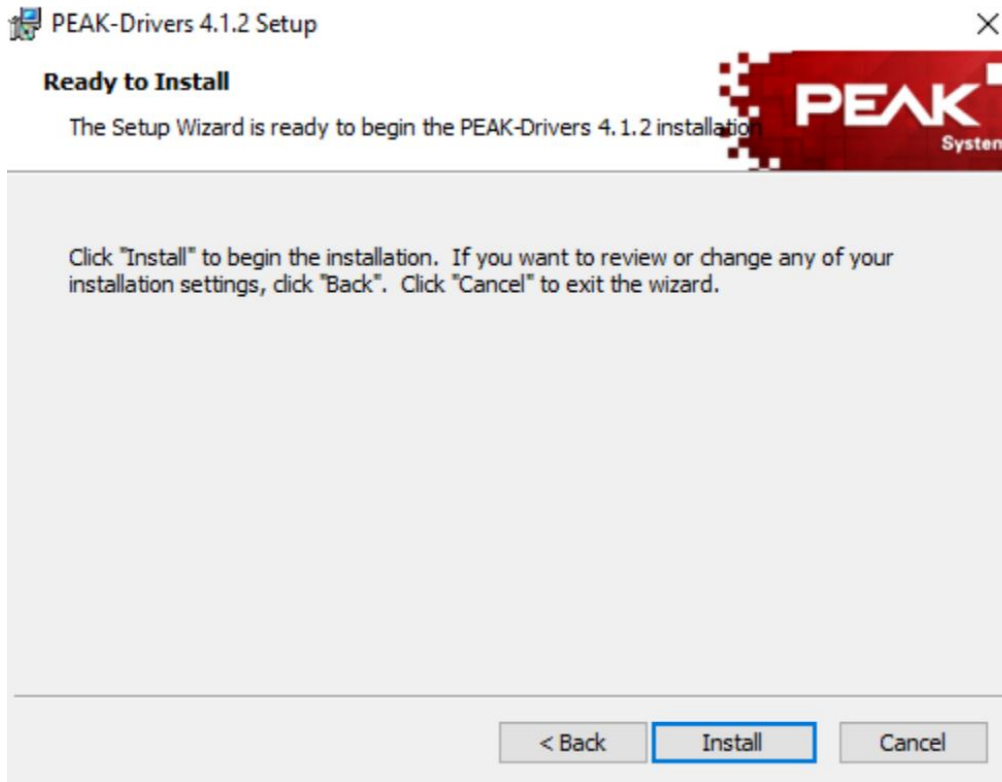 PEAK-Drivers 4.1.2 Setup
Ready to Install
The Setup Wizard is ready to begin the PEAK-Drivers 4.1.2 installation
PEAK
System
Click "Install" to begin the installation. If you want to review or change any of your
installation settings, click "Back". Click "Cancel" to exit the wizard.
< Back
Install
Cancel